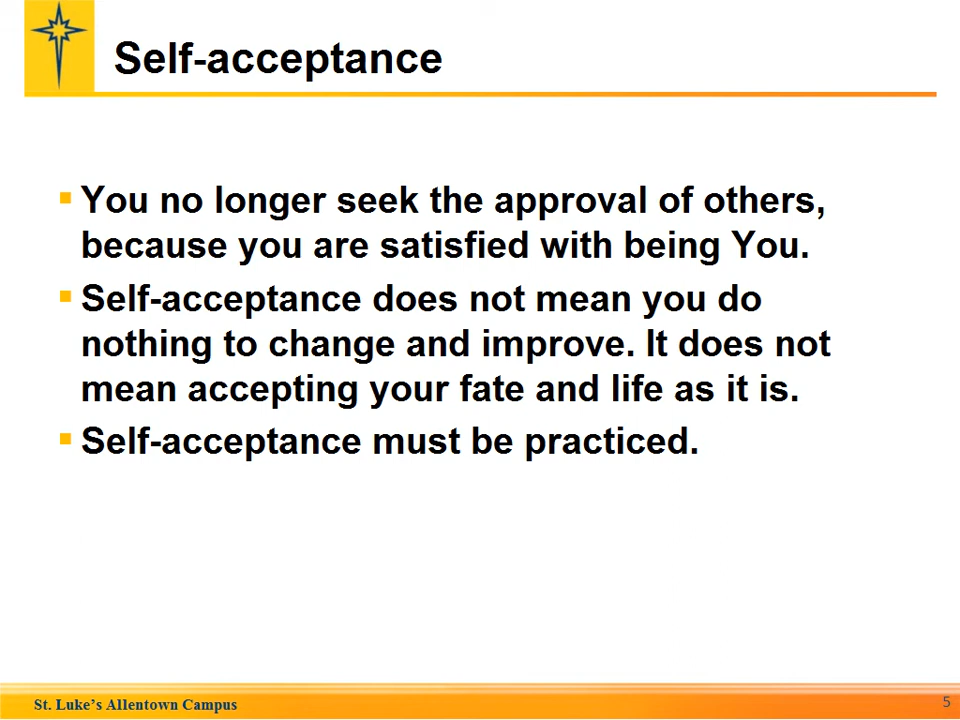 Self-acceptance
You no longer seek the approval of others,
because you are satisfied with being You.
Self-acceptance does not mean you do
nothing to change and improve. It does not
mean accepting your fate and life as it is.
Self-acceptance must be practiced.
St. Luke's Allentown Campus
5